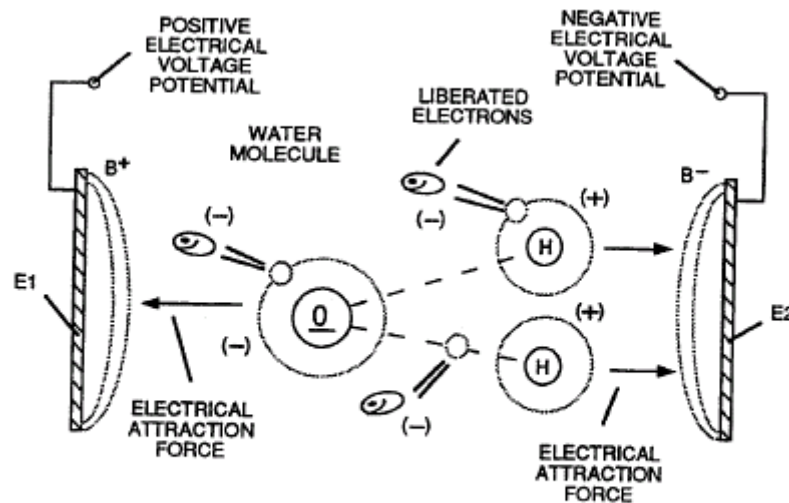 POSITIVE
ELECTRICAL
VOLTAGE
POTENTIAL
NEGATIVE
ELECTRICAL
VOLTAGE
POTENTIAL
LIBERATED
ELECTRONS
WATER
MOLECULE
B+
B-
(-)
(-)
(+)
H
E1
O
(-)
(+)
E2
H
(-)
ELECTRICAL
ATTRACTION
FORCE
ELECTRICAL
ATTRACTION
FORCE